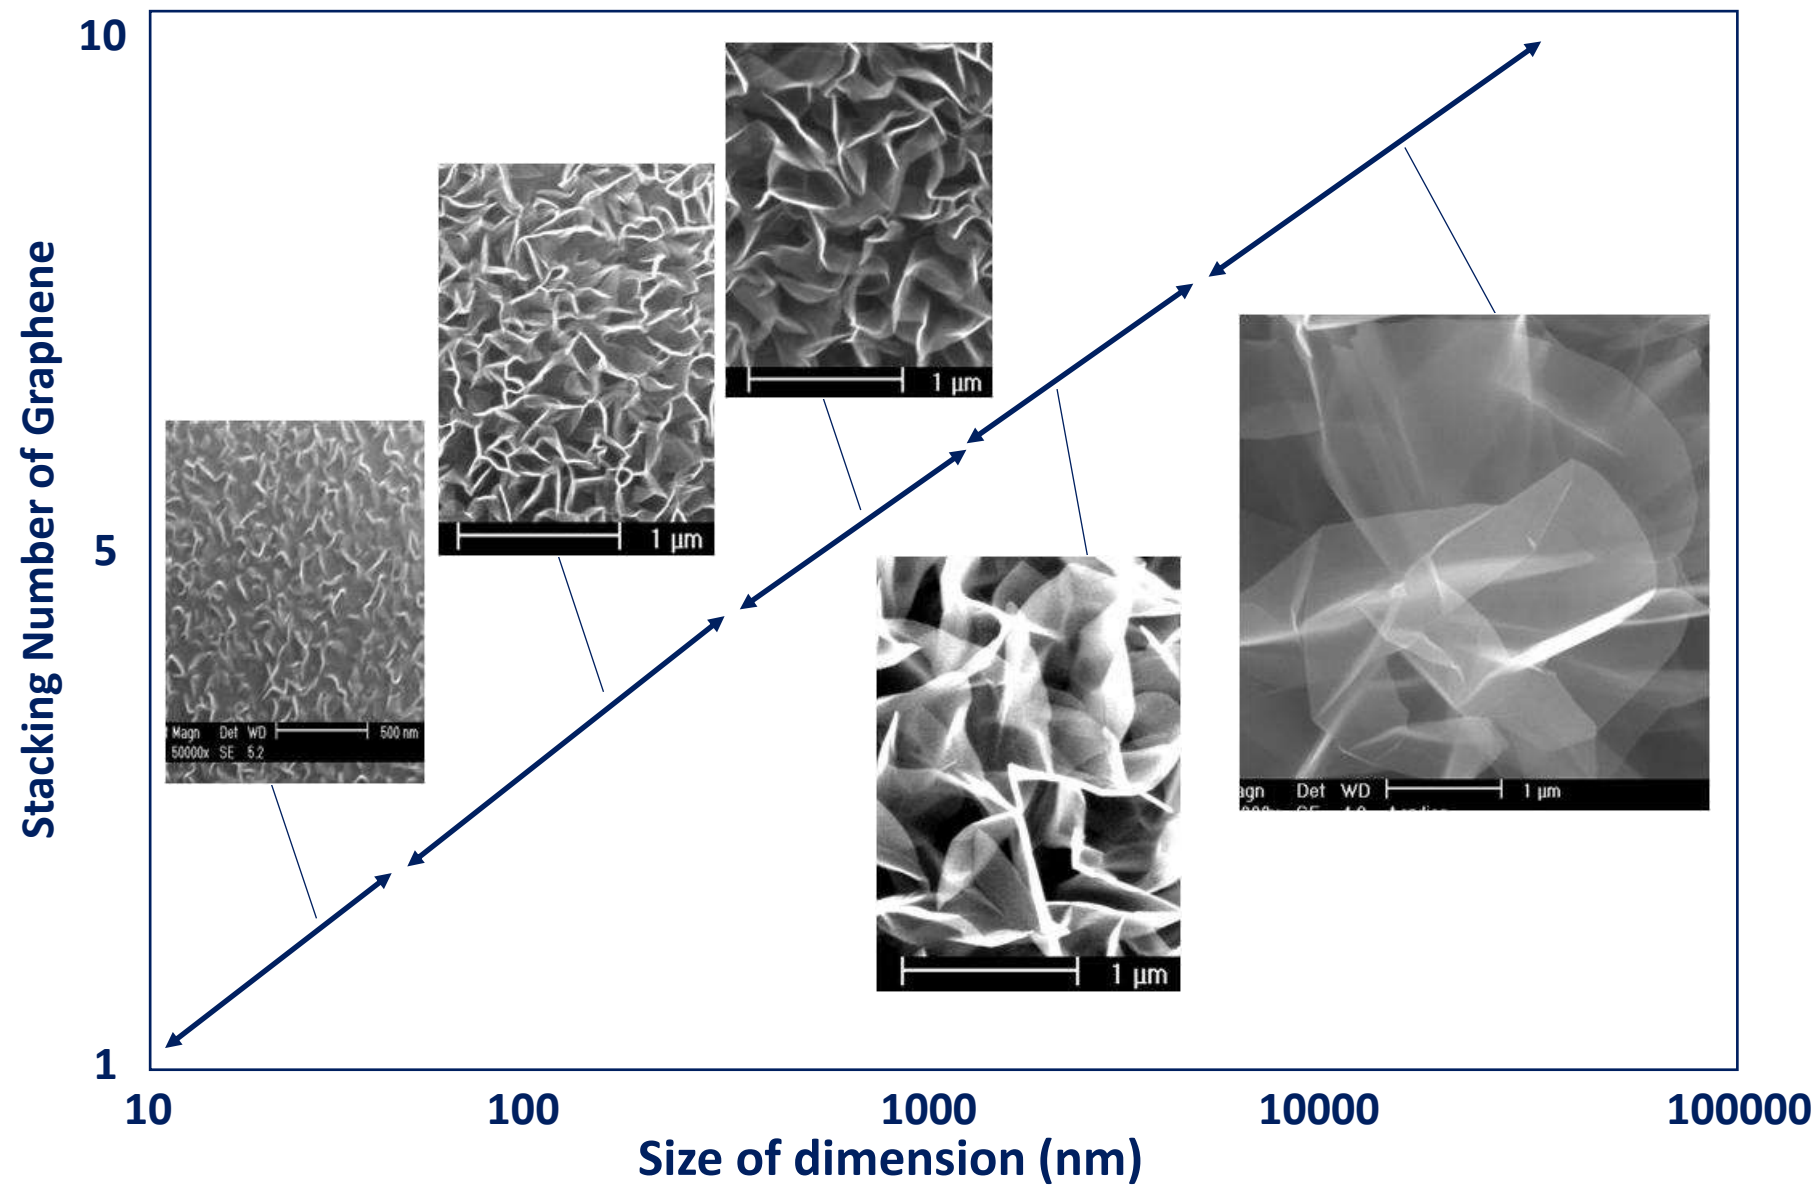 10
5
1
Stacking Number of Graphene
1 µm
1 µm
Magn Det WD 500 nm
50000x SE 5.2
1 µm
Det WD 1 µm
10 100 1000 10000 100000
Size of dimension (nm)